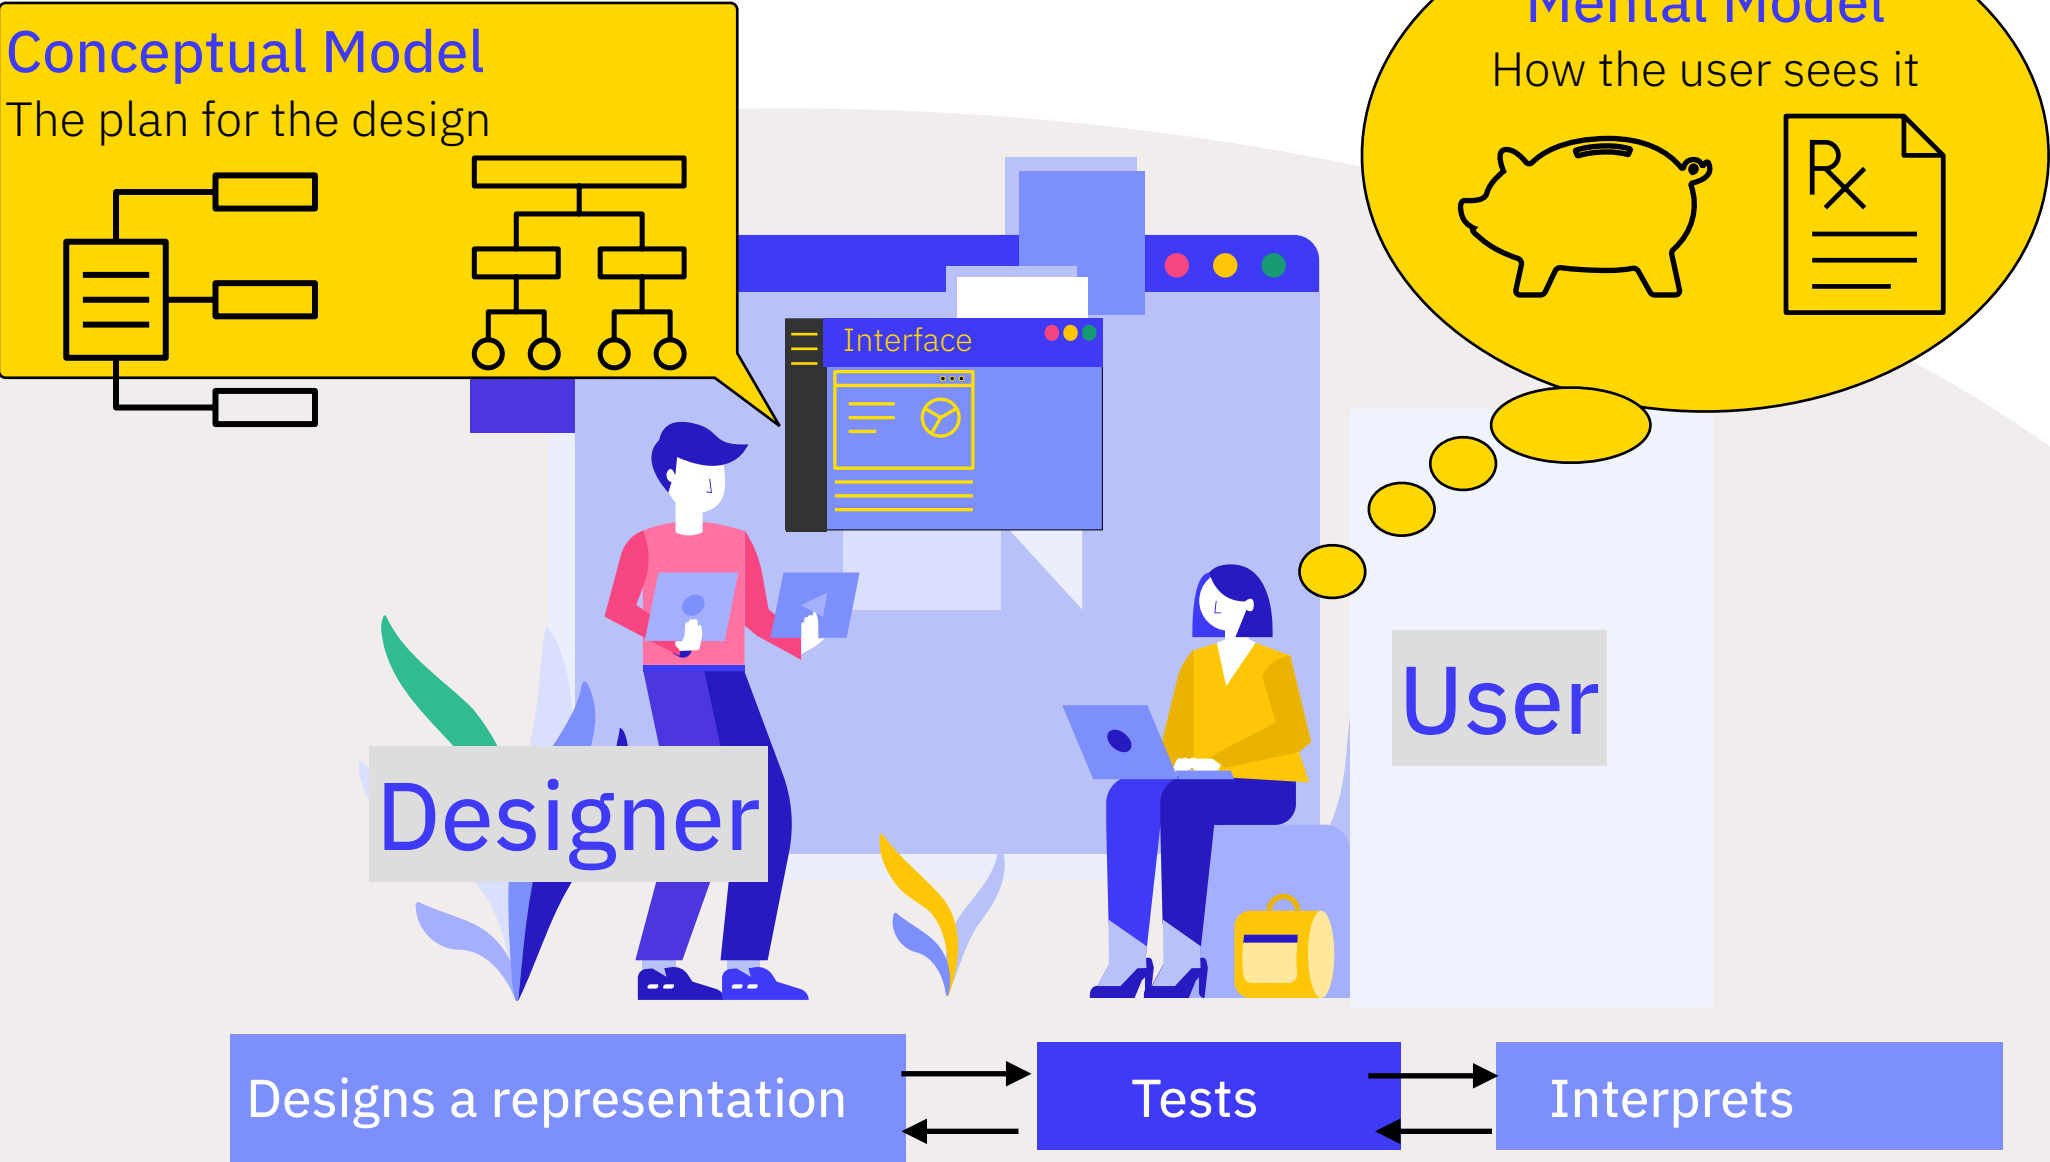 Conceptual Model
The plan for the design
Mental Model
How the user sees it
Rx
Interface
User
Designer
Designs a representation
Tests
Interprets